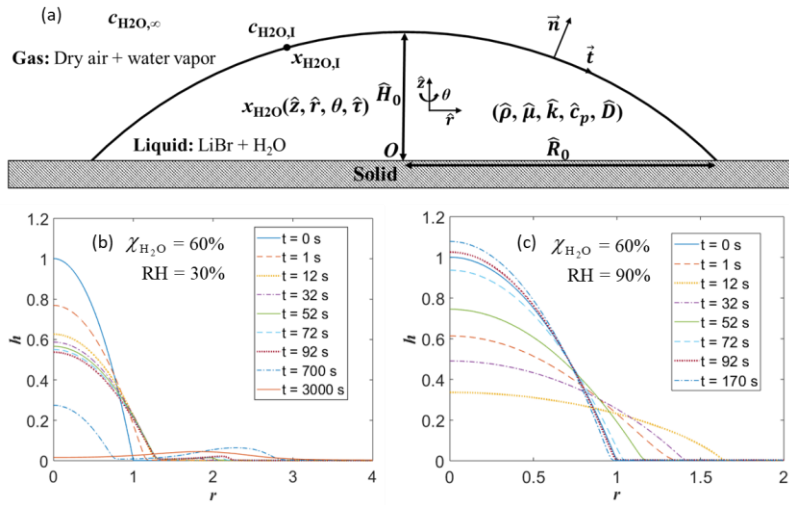 (a)
c_H2O,∞
c_H2O,I
x_H2O,I
n⃗
t⃗
Gas: Dry air + water vapor
x_H2O(ẑ, r̂, θ, τ̂)
Ĥ_0
ẑ
θ
r̂
(ρ̂, μ̂, k̂, ĉ_p, D̂)
Liquid: LiBr + H₂O
O
R̂_0
Solid
(b)
χ_H₂O = 60%
RH = 30%
t = 0 s
t = 1 s
t = 12 s
t = 32 s
t = 52 s
t = 72 s
t = 92 s
t = 700 s
t = 3000 s
1.2
1
0.8
0.6
0.4
0.2
0
h
0 1 2 3 4
r
(c)
χ_H₂O = 60%
RH = 90%
t = 0 s
t = 1 s
t = 12 s
t = 32 s
t = 52 s
t = 72 s
t = 92 s
t = 170 s
1.2
1
0.8
0.6
0.4
0.2
0
h
0 0.5 1 1.5 2
r